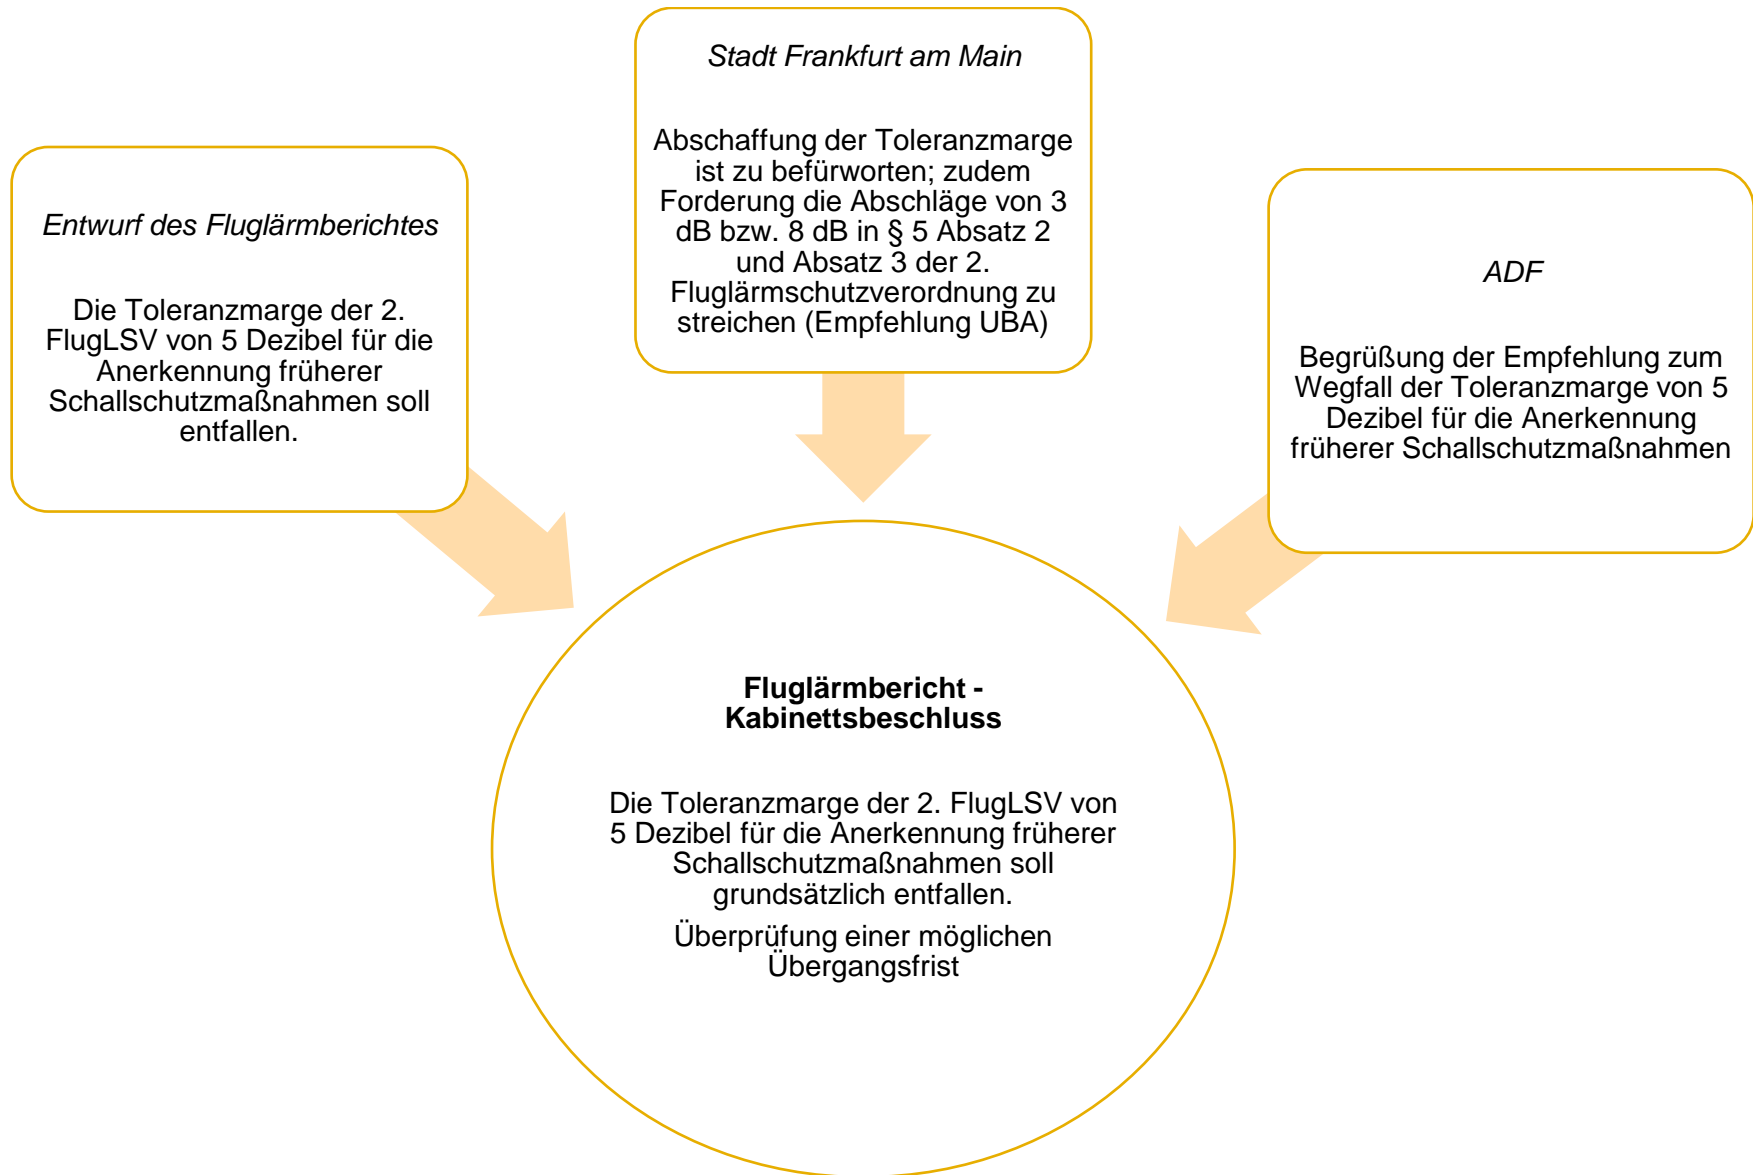 Stadt Frankfurt am Main
Abschaffung der Toleranzmarge
ist zu befürworten; zudem
Forderung die Abschläge von 3
dB bzw. 8 dB in § 5 Absatz 2
und Absatz 3 der 2.
Fluglärmschutzverordnung zu
streichen (Empfehlung UBA)
Entwurf des Fluglärmberichtes
Die Toleranzmarge der 2.
FlugLSV von 5 Dezibel für die
Anerkennung früherer
Schallschutzmaßnahmen soll
entfallen.
ADF
Begrüßung der Empfehlung zum
Wegfall der Toleranzmarge von 5
Dezibel für die Anerkennung
früherer Schallschutzmaßnahmen
Fluglärmbericht -
Kabinettsbeschluss
Die Toleranzmarge der 2. FlugLSV von
5 Dezibel für die Anerkennung früherer
Schallschutzmaßnahmen soll
grundsätzlich entfallen.
Überprüfung einer möglichen
Übergangsfrist